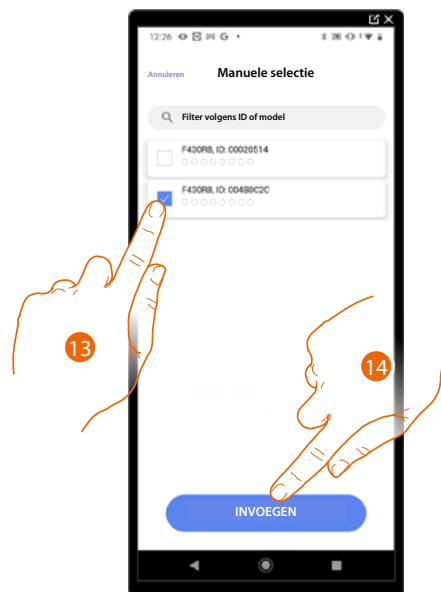 12:26
Annuleren Manuele selectie
Filter volgens ID of model
F430R8, ID: 00020514
F430R8, ID: 004B0C2C
13
14
INVOEGEN